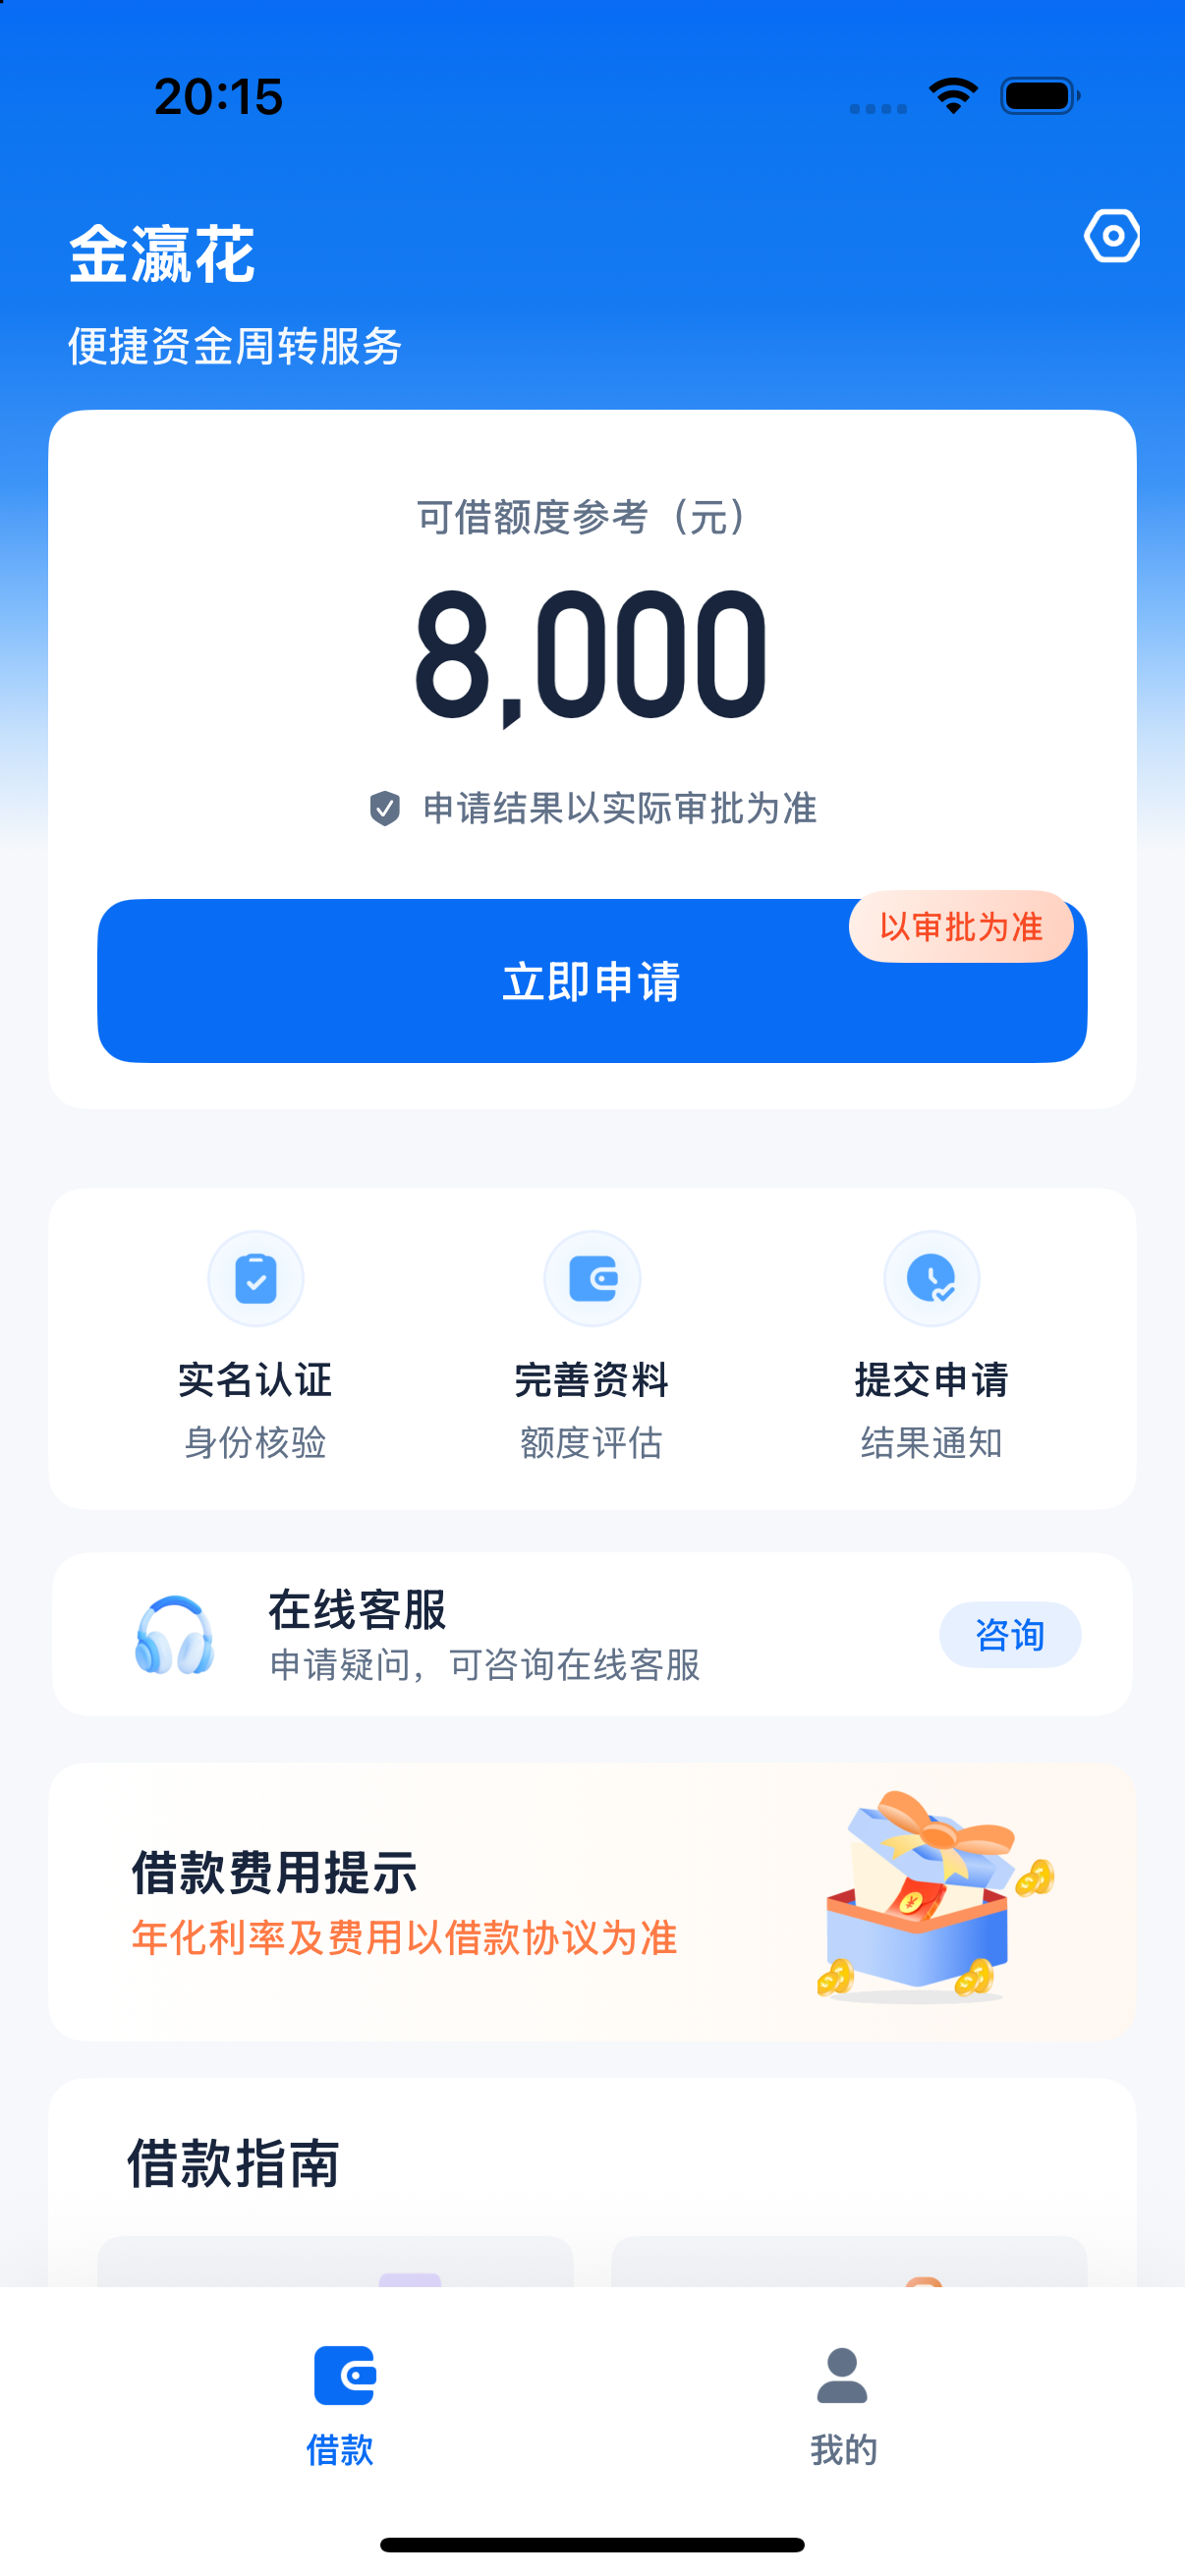 20:15
金瀛花
便捷资金周转服务
可借额度参考（元）
8,000
申请结果以实际审批为准
以审批为准
立即申请
实名认证
完善资料
提交申请
身份核验
额度评估
结果通知
在线客服
申请疑问，可咨询在线客服
咨询
借款费用提示
年化利率及费用以借款协议为准
借款指南
借款
我的